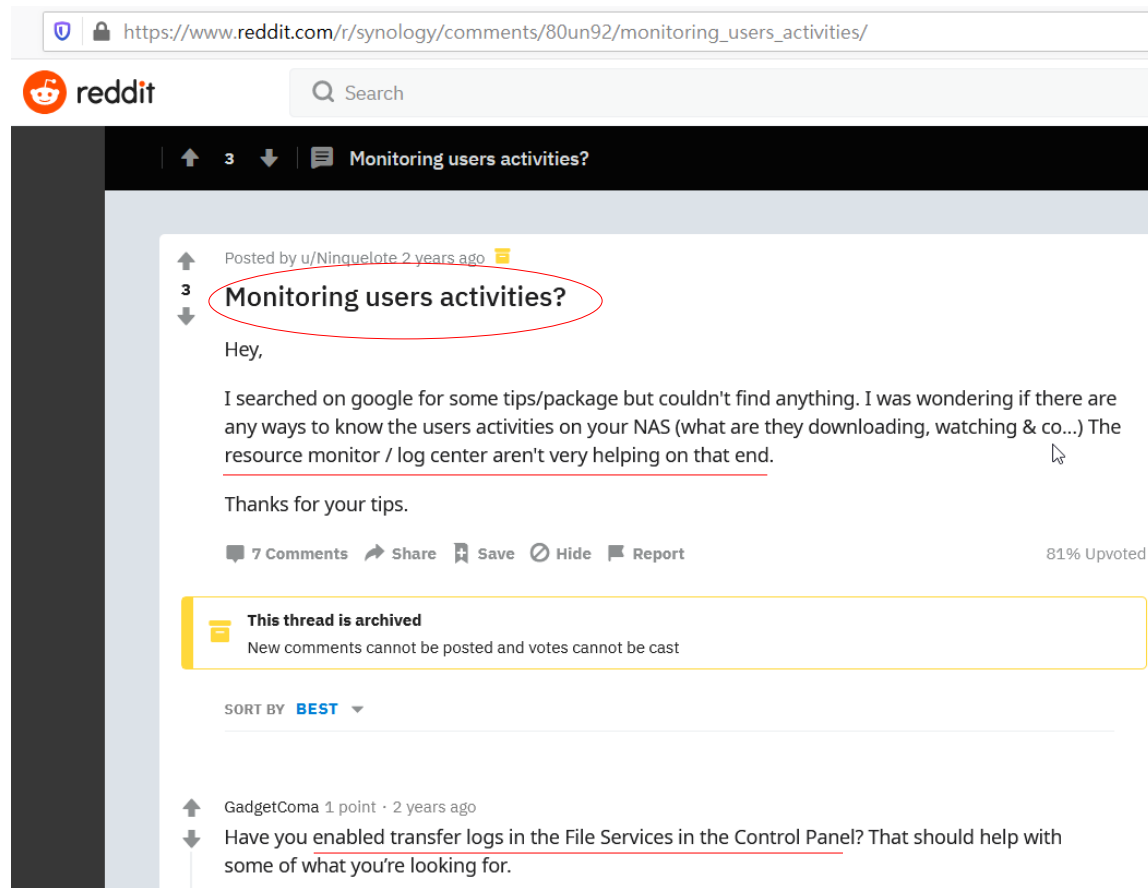 https://www.reddit.com/r/synology/comments/80un92/monitoring_users_activities/
reddit
Search
3
Monitoring users activities?
Posted by u/Ninquelote 2 years ago
3
Monitoring users activities?
Hey,
I searched on google for some tips/package but couldn't find anything. I was wondering if there are
any ways to know the users activities on your NAS (what are they downloading, watching & co...) The
resource monitor / log center aren't very helping on that end.
Thanks for your tips.
7 Comments Share Save Hide Report 81% Upvoted
This thread is archived
New comments cannot be posted and votes cannot be cast
SORT BY BEST
GadgetComa 1 point · 2 years ago
Have you enabled transfer logs in the File Services in the Control Panel? That should help with
some of what you’re looking for.